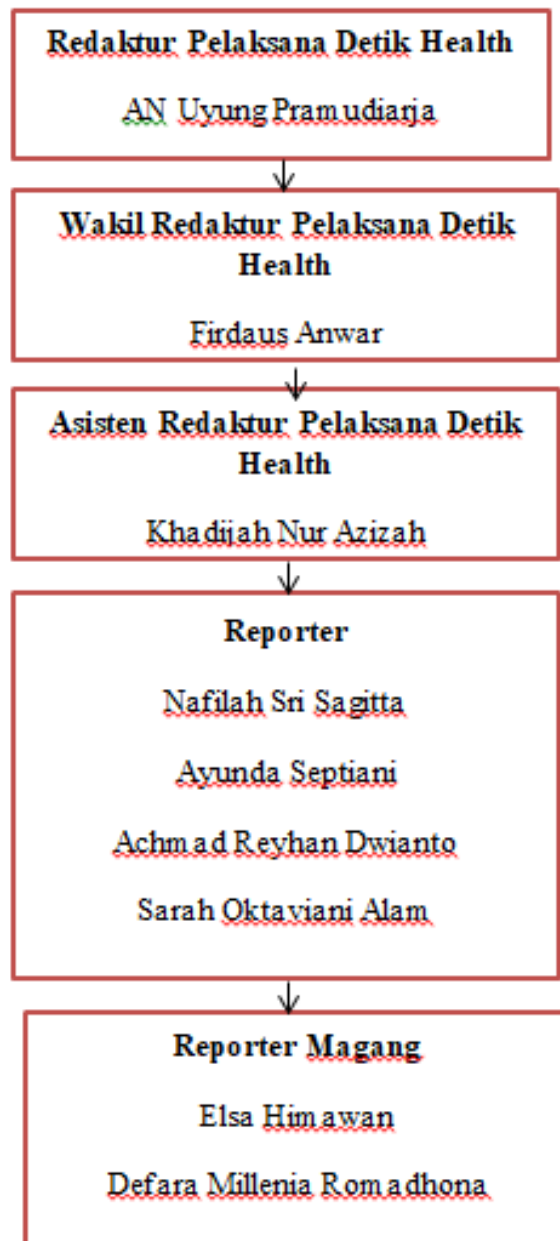 Redaktur Pelaksana Detik Health
AN Uyung Pramudiarja
Wakil Redaktur Pelaksana Detik
Health
Firdaus Anwar
Asisten Redaktur Pelaksana Detik
Health
Khadijah Nur Azizah
Reporter
Nafilah Sri Sagitta
Ayunda Septiani
Achmad Reyhan Dwianto
Sarah Oktaviani Alam
Reporter Magang
Elsa Himawan
Defara Millenia Romadhona